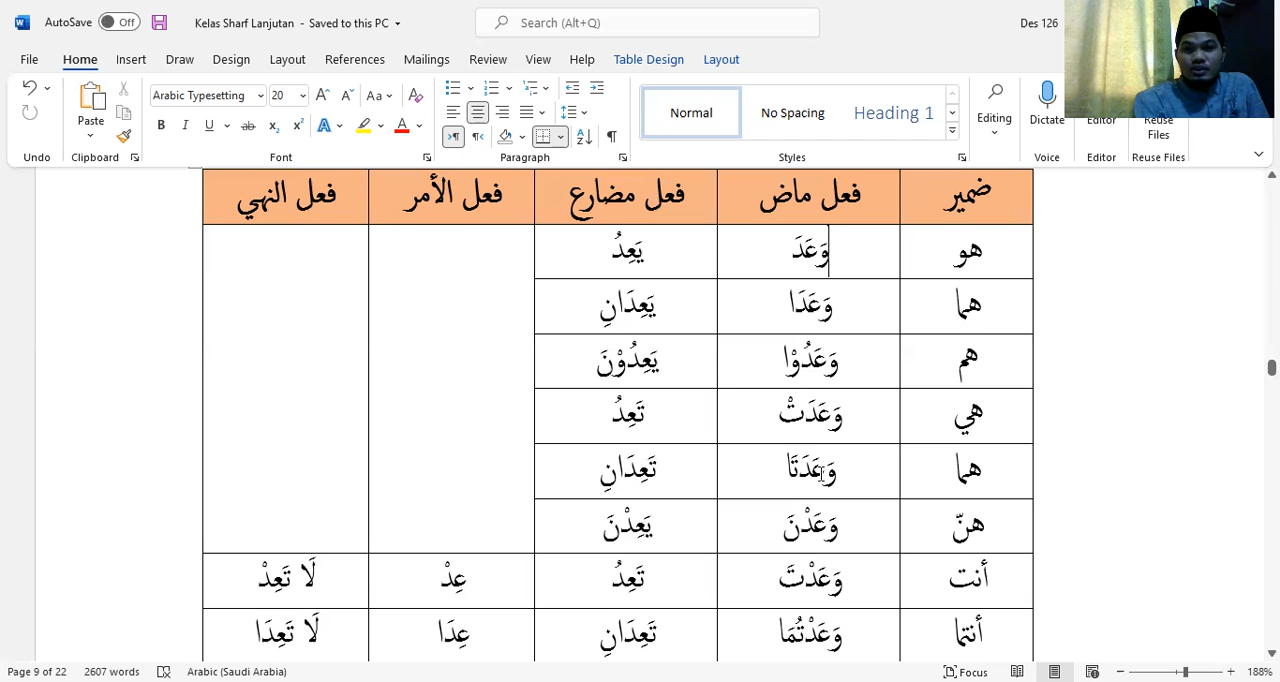 AutoSave Off Kelas Sharf Lanjutan - Saved to this PC Search (Alt+Q) Des 126
File Home Insert Draw Design Layout References Mailings Review View Help Table Design Layout
Arabic Typesetting 20
Paste Normal No Spacing Heading 1 Editing Dictate Editor Reuse Files
Undo Clipboard Font Paragraph Styles Voice Editor Reuse Files
ضمير فعل ماض فعل مضارع فعل الأمر فعل النهي
هو وَعَدَ يَعِدُ
هما وَعَدَا يَعِدَانِ
هم وَعَدُوْا يَعِدُوْنَ
هي وَعَدَتْ تَعِدُ
هما وَعَدَتَا تَعِدَانِ
هنّ وَعَدْنَ يَعِدْنَ
أنت وَعَدْتَ تَعِدُ عِدْ لَا تَعِدْ
أنتما وَعَدْتُمَا تَعِدَانِ عِدَا لَا تَعِدَا
Page 9 of 22 2607 words Arabic (Saudi Arabia) Focus 188%